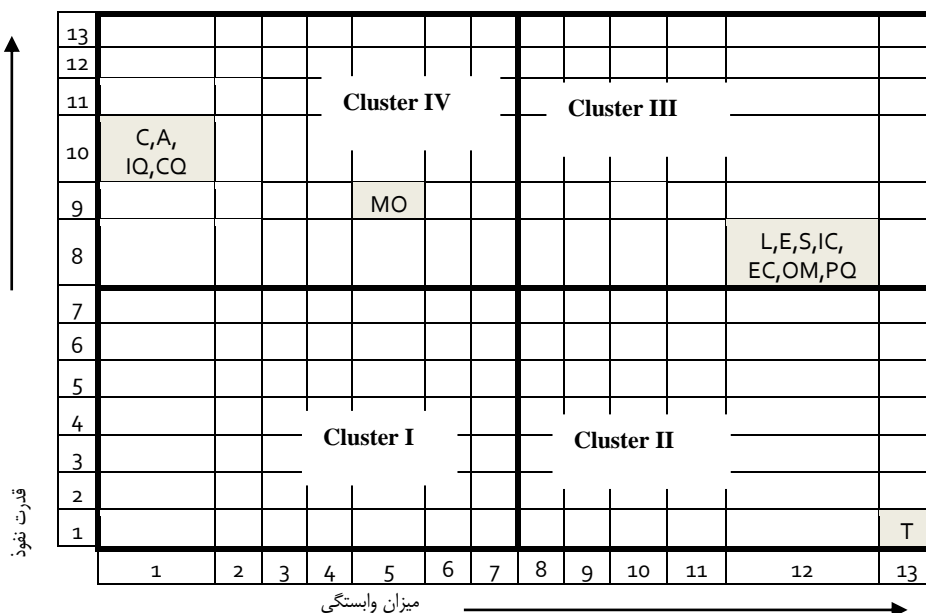 13
12
11
Cluster IV
Cluster III
C,A,
IQ,CQ
10
9
MO
8
L,E,S,IC,
EC,OM,PQ
7
6
5
4
Cluster I
Cluster II
3
2
1
T
1 2 3 4 5 6 7 8 9 10 11 12 13
قدرت نفوذ
میزان وابستگی